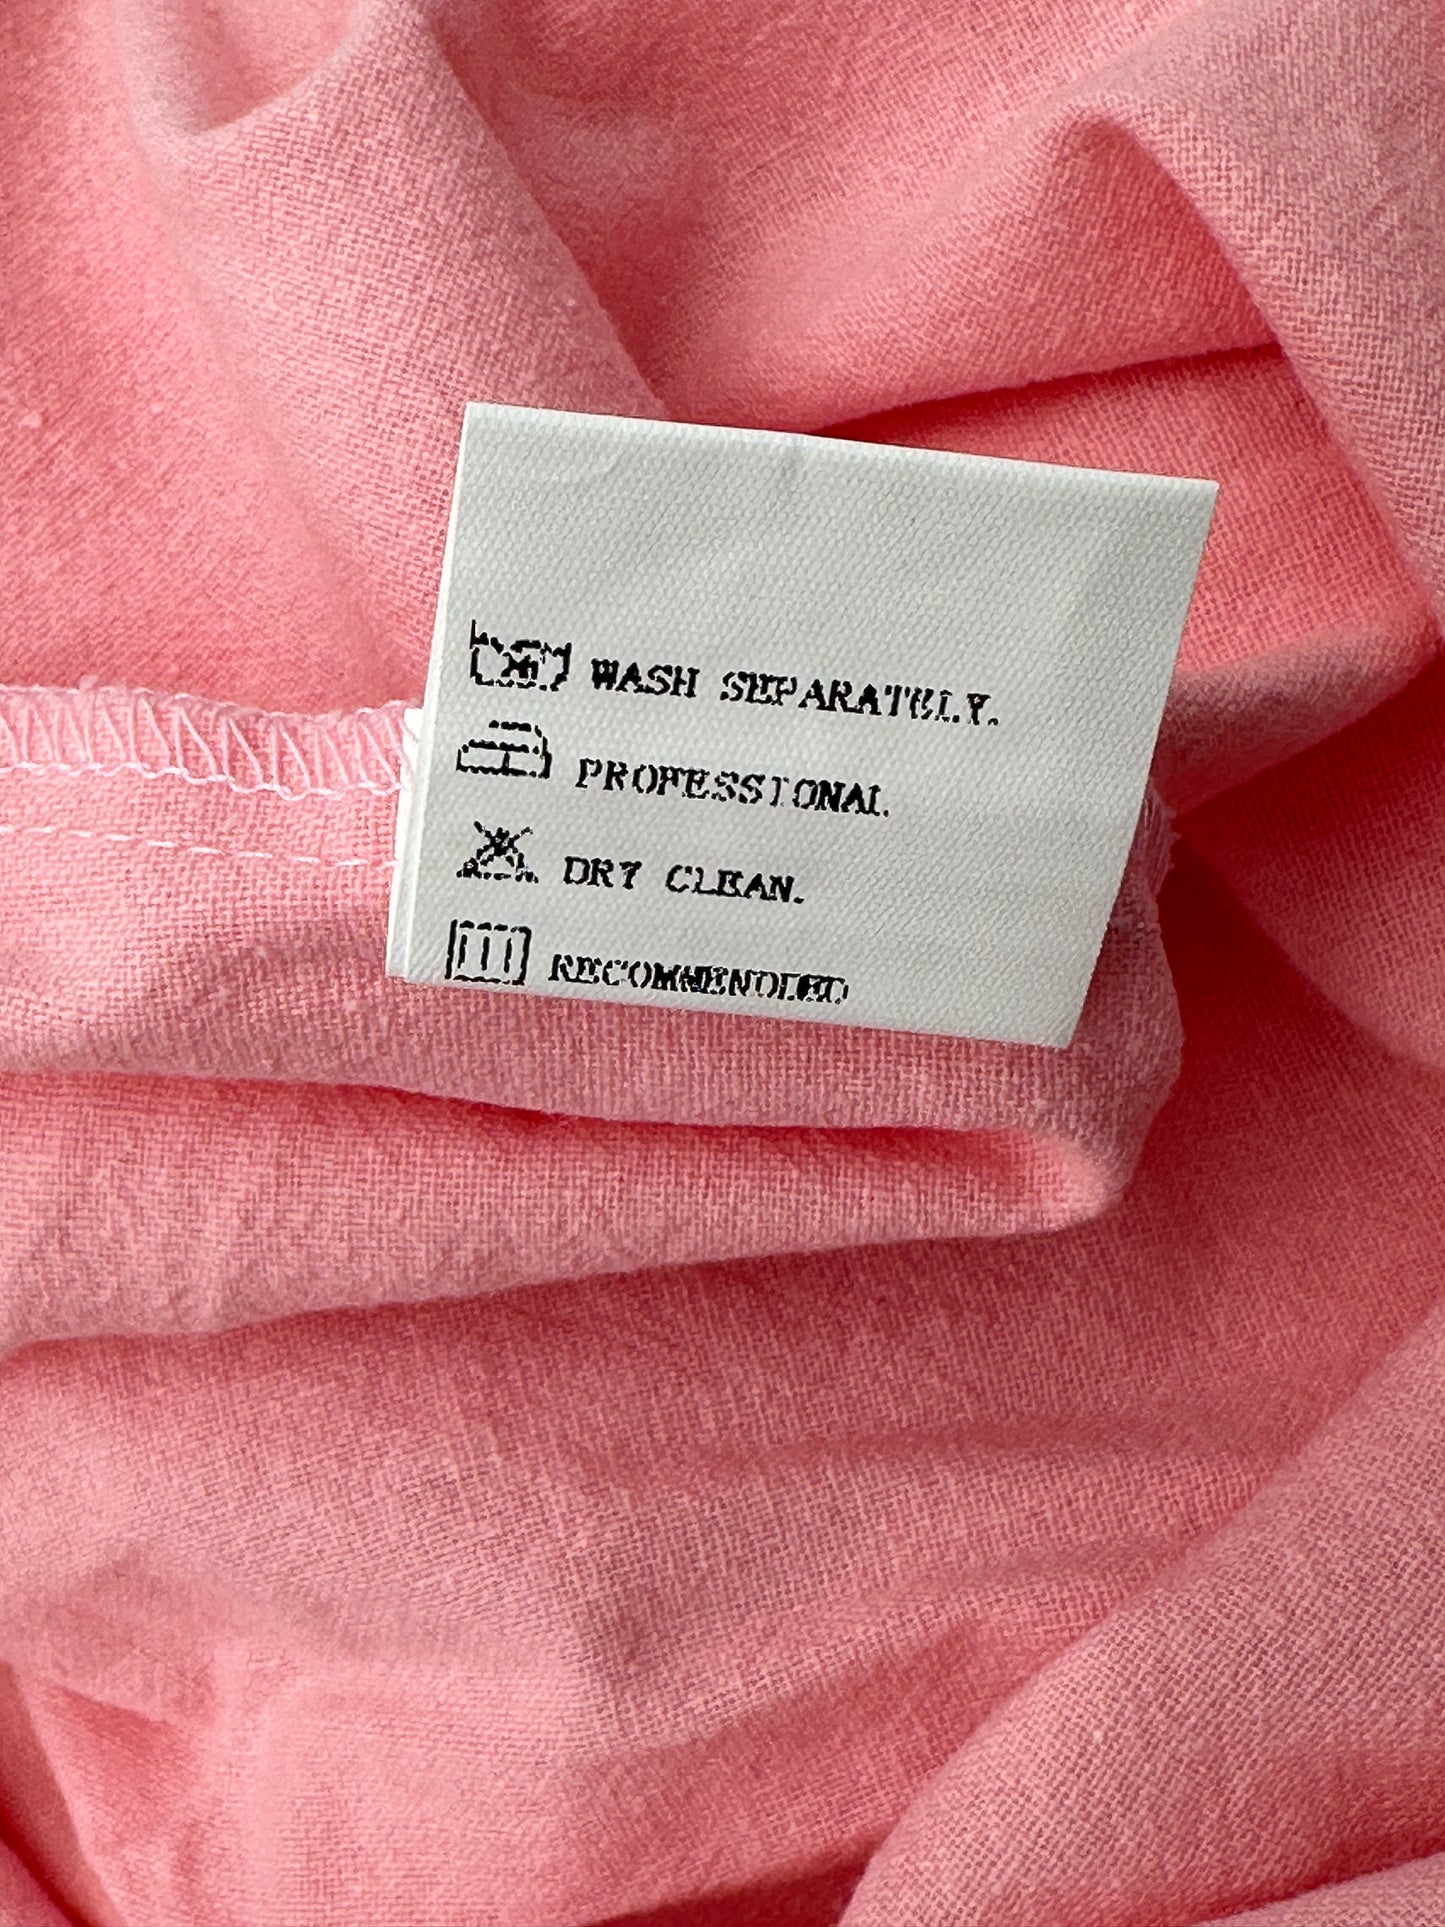 WASH SEPARATELY.
PROFESSIONAL
DRY CLEAN.
RECOMMENDED